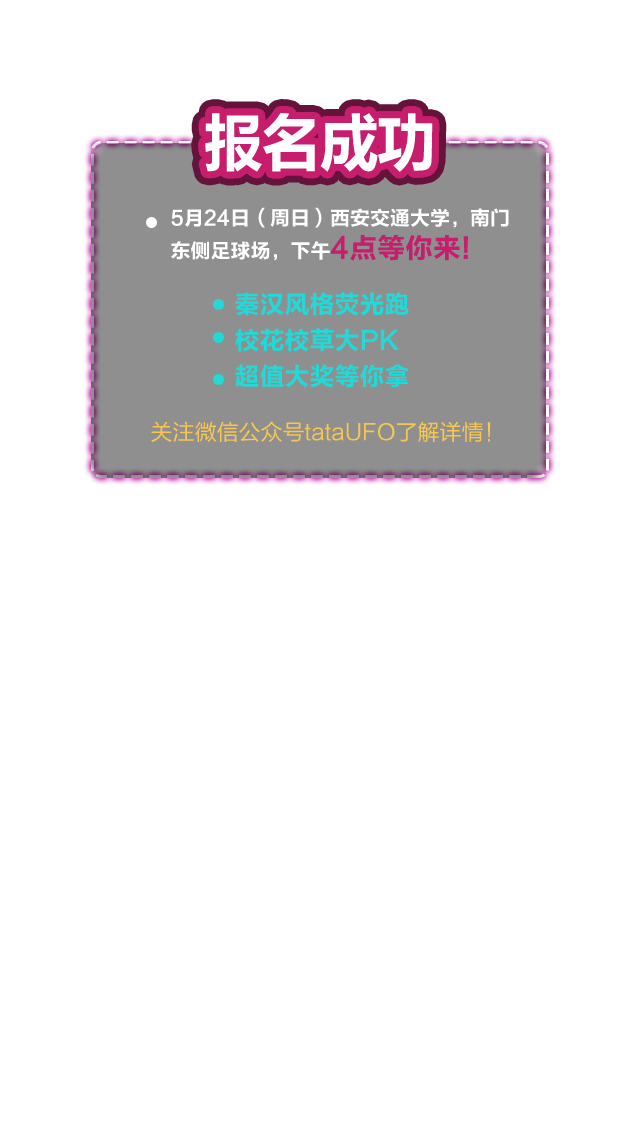 报名成功
5月24日（周日）西安交通大学，南门
东侧足球场，下午4点等你来!
秦汉风格荧光跑
校花校草大PK
超值大奖等你拿
关注微信公众号tataUFO了解详情！